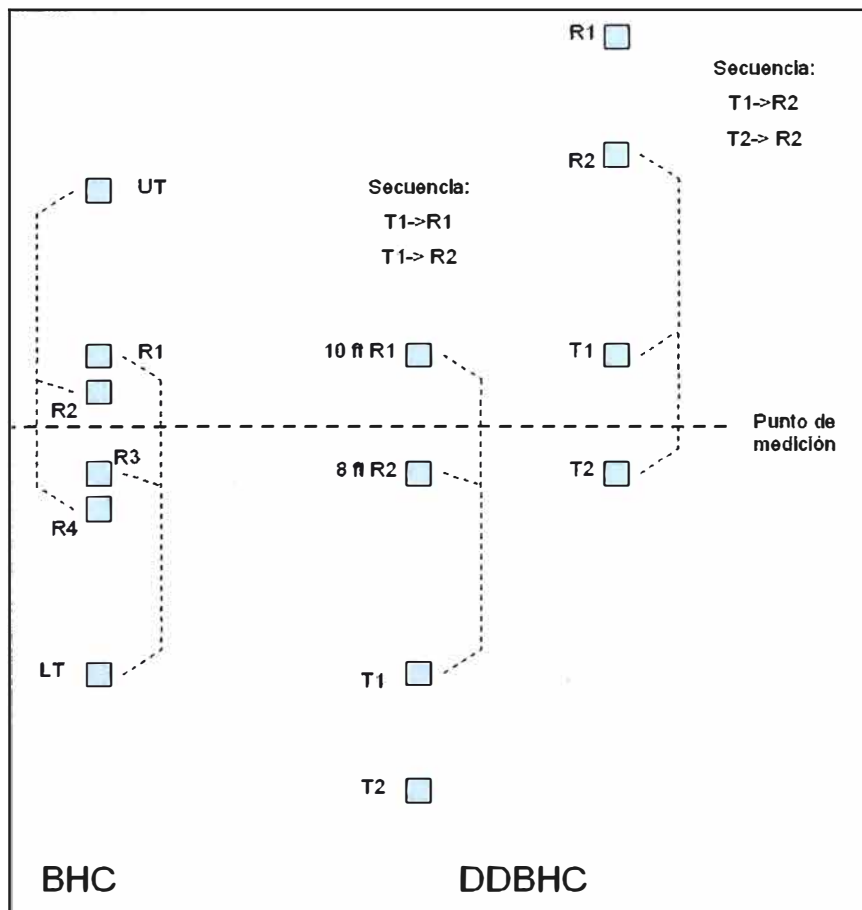 R1
Secuencia:
T1->R2
T2-> R2
R2
UT
Secuencia:
T1->R1
T1-> R2
R1
10 ft R1
T1
R2
Punto de
medición
R3
8 ft R2
T2
R4
LT
T1
T2
BHC
DDBHC